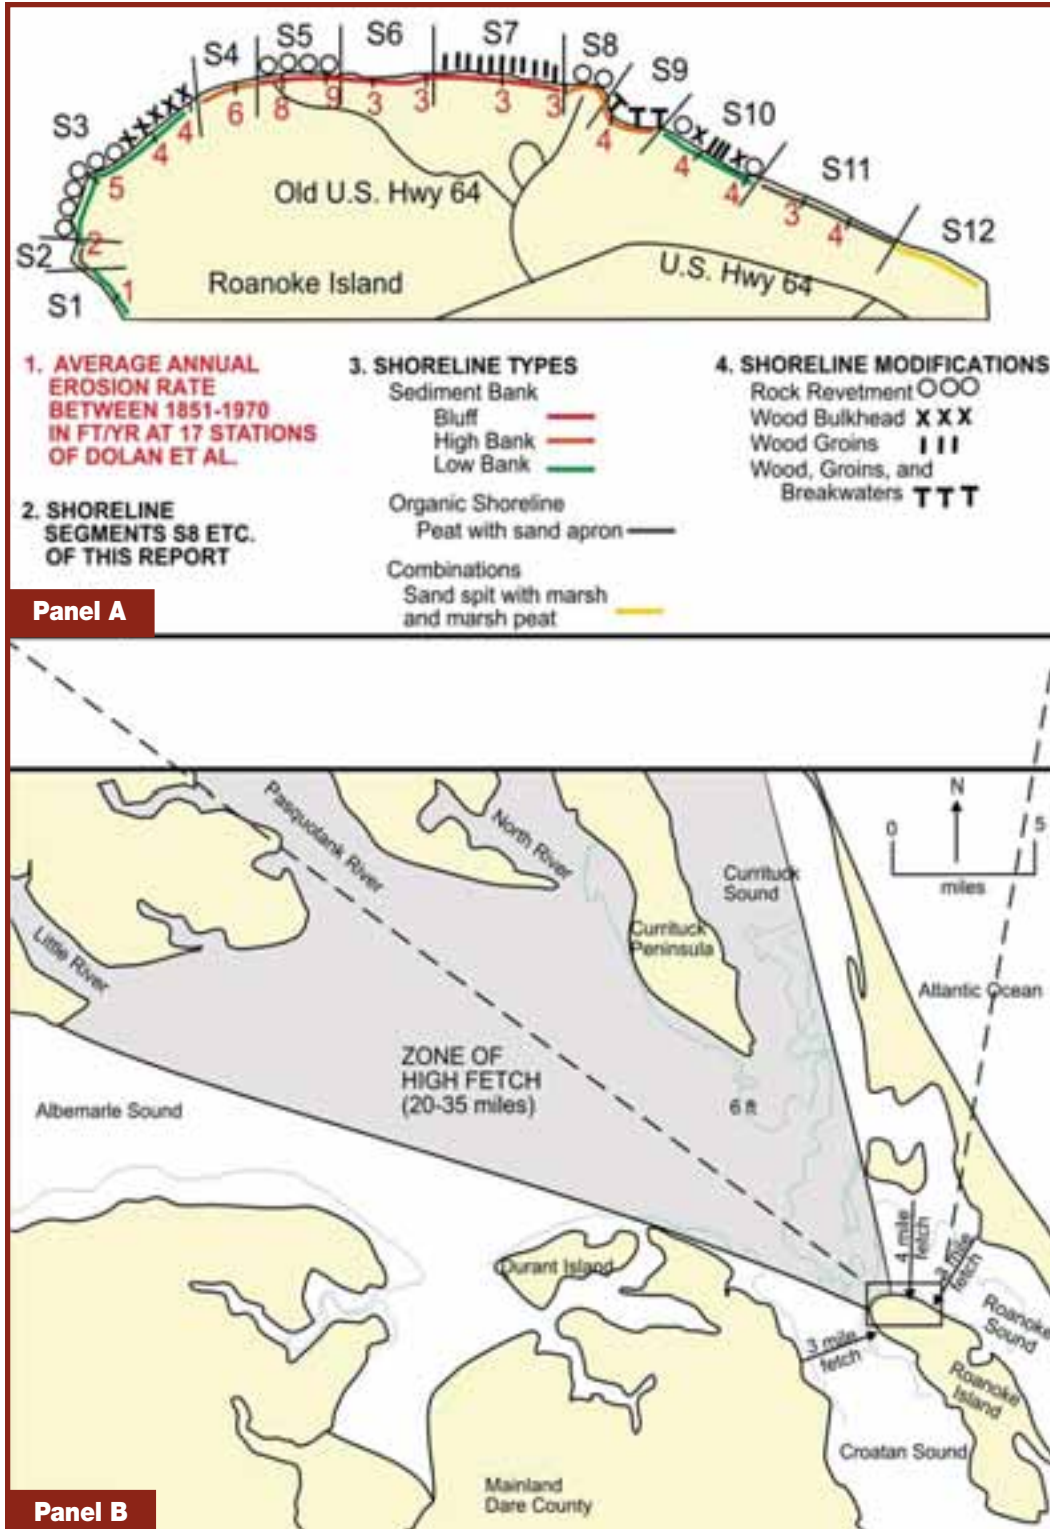 S1
S2
S3
S4
S5
S6
S7
S8
S9
S10
S11
S12
1
2
5
4
4
6
8
9
3
3
3
3
4
4
4
3
4
Old U.S. Hwy 64
U.S. Hwy 64
Roanoke Island
1. AVERAGE ANNUAL
EROSION RATE
BETWEEN 1851-1970
IN FT/YR AT 17 STATIONS
OF DOLAN ET AL.
2. SHORELINE
SEGMENTS S8 ETC.
OF THIS REPORT
3. SHORELINE TYPES
Sediment Bank
Bluff
High Bank
Low Bank
Organic Shoreline
Peat with sand apron
Combinations
Sand spit with marsh
and marsh peat
4. SHORELINE MODIFICATIONS
Rock Revetment
Wood Bulkhead
Wood Groins
Wood, Groins, and
Breakwaters
Panel A
Pasquotank River
North River
Currituck
Sound
N
0
5
miles
Little River
Currituck
Peninsula
Atlantic Ocean
ZONE OF
HIGH FETCH
(20-35 miles)
Albemarle Sound
6 ft
4 mile
fetch
3 mile
fetch
Durant Island
Roanoke
Sound
3 mile
fetch
Roanoke
Island
Croatan Sound
Mainland
Dare County
Panel B